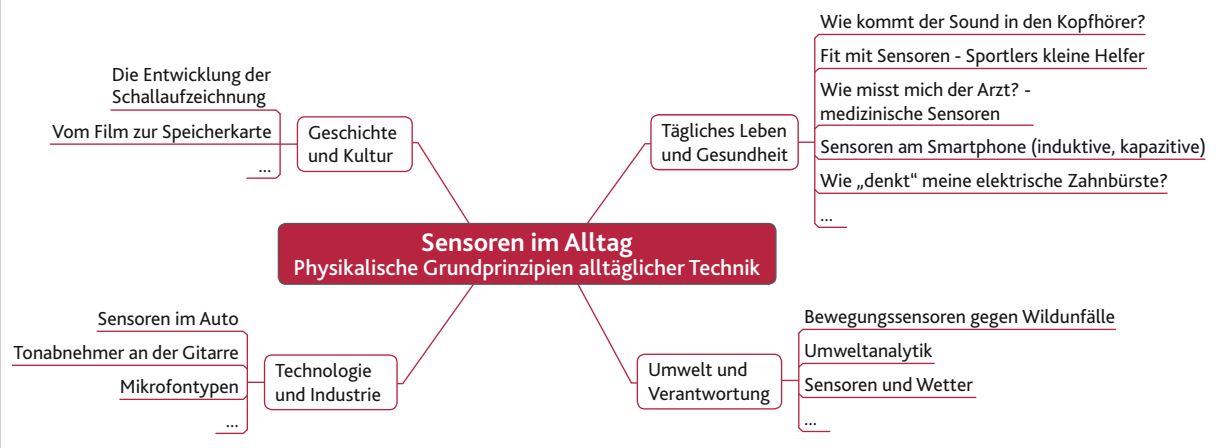 Sensoren im Alltag
Physikalische Grundprinzipien alltäglicher Technik
Geschichte
und Kultur
Die Entwicklung der
Schallaufzeichnung
Vom Film zur Speicherkarte
...
Tägliches Leben
und Gesundheit
Wie kommt der Sound in den Kopfhörer?
Fit mit Sensoren - Sportlers kleine Helfer
Wie misst mich der Arzt? -
medizinische Sensoren
Sensoren am Smartphone (induktive, kapazitive)
Wie „denkt“ meine elektrische Zahnbürste?
...
Technologie
und Industrie
Sensoren im Auto
Tonabnehmer an der Gitarre
Mikrofontypen
...
Umwelt und
Verantwortung
Bewegungssensoren gegen Wildunfälle
Umweltanalytik
Sensoren und Wetter
...